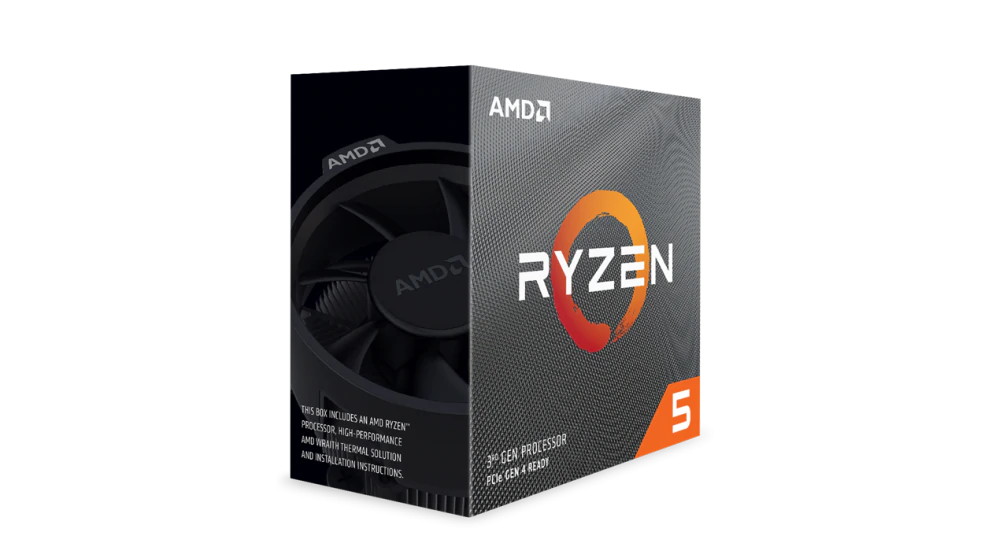 AMD
AMD
THIS BOX INCLUDES AN AMD RYZEN™
PROCESSOR, HIGH-PERFORMANCE
AMD WRAITH THERMAL SOLUTION
AND INSTALLATION INSTRUCTIONS.
AMD
RYZEN
5
3RD GEN PROCESSOR
PCIe GEN 4 READY